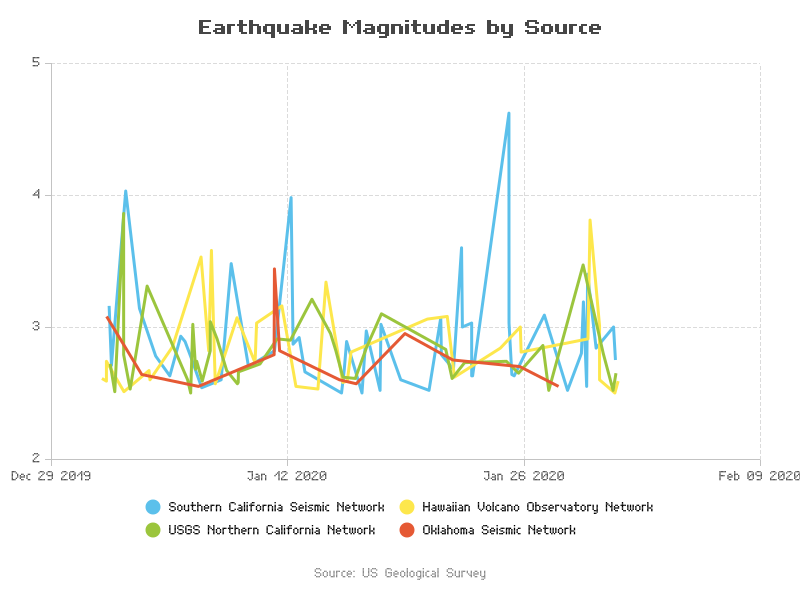 Earthquake Magnitudes by Source
5
4
3
2
Dec 29 2019 Jan 12 2020 Jan 26 2020 Feb 09 2020
Southern California Seismic Network Hawaiian Volcano Observatory Network
USGS Northern California Network Oklahoma Seismic Network
Source: US Geological Survey